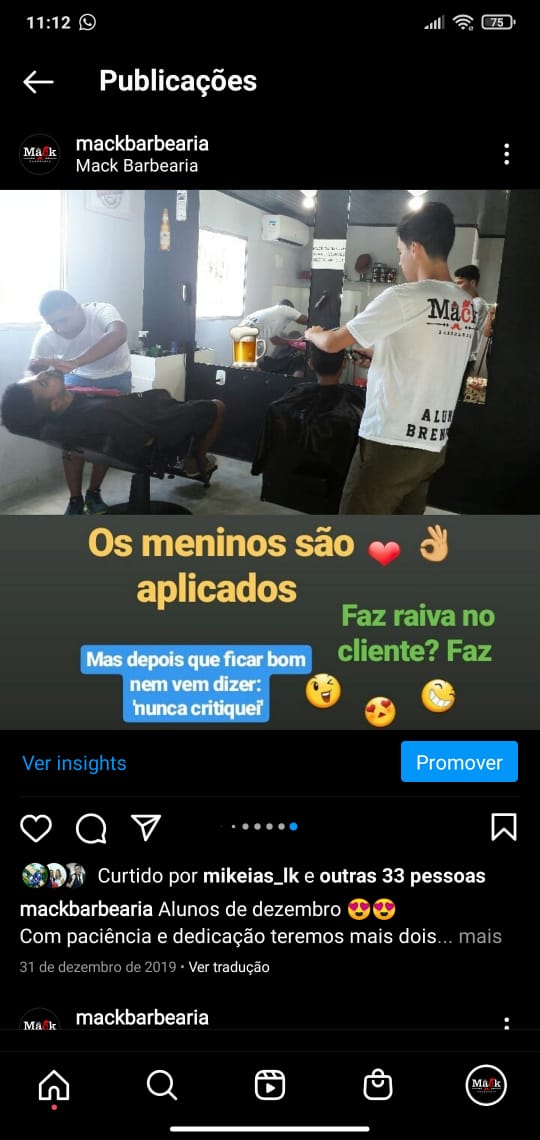 11:12
75
Publicações
mackbarbearia
Mack Barbearia
Mack
ALUN
BREN
Os meninos são
aplicados
Faz raiva no
cliente? Faz
Mas depois que ficar bom
nem vem dizer:
'nunca critiquei'
Ver insights
Promover
Curtido por mikeias_lk e outras 33 pessoas
mackbarbearia Alunos de dezembro 😍😍
Com paciência e dedicação teremos mais dois... mais
31 de dezembro de 2019 • Ver tradução
mackbarbearia